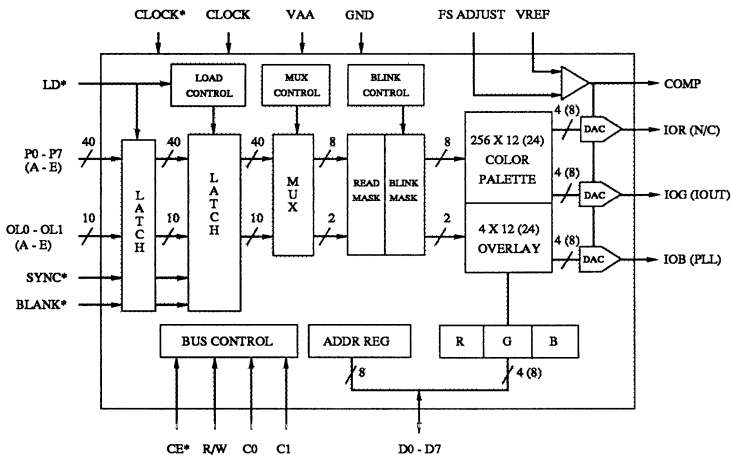 CLOCK* CLOCK VAA GND FS ADJUST VREF
LD*
LOAD CONTROL
MUX CONTROL
BLINK CONTROL
COMP
40 40 40 8 8 4 (8)
P0 - P7 (A - E)
LATCH
LATCH
MUX
READ MASK
BLINK MASK
256 X 12 (24) COLOR PALETTE
DAC
IOR (N/C)
4 (8)
DAC
IOG (IOUT)
10 10 10 2 2
OL0 - OL1 (A - E)
4 X 12 (24) OVERLAY
4 (8)
DAC
IOB (PLL)
SYNC*
BLANK*
BUS CONTROL
ADDR REG
R G B
8 4 (8)
CE* R/W C0 C1 D0 - D7